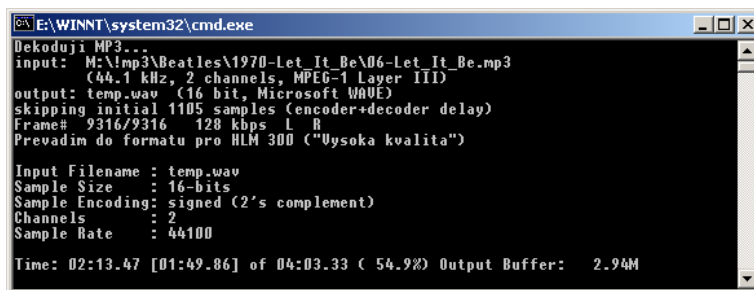 E:\WINNT\system32\cmd.exe
Dekoduji MP3...
input:  M:\!mp3\Beatles\1970-Let_It_Be\06-Let_It_Be.mp3
(44.1 kHz, 2 channels, MPEG-1 Layer III)
output: temp.wav  (16 bit, Microsoft WAVE)
skipping initial 1105 samples (encoder+decoder delay)
Frame#  9316/9316   128 kbps  L  R
Prevadim do formatu pro HLM 300 ("Vysoka kvalita")
Input Filename : temp.wav
Sample Size    : 16-bits
Sample Encoding: signed (2's complement)
Channels       : 2
Sample Rate    : 44100
Time: 02:13.47 [01:49.86] of 04:03.33 ( 54.9%) Output Buffer:   2.94M